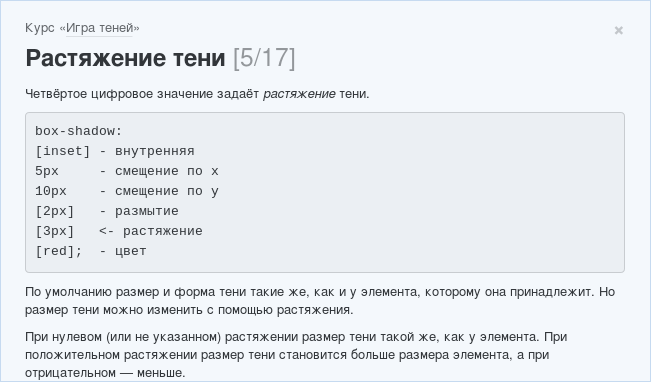 Курс «Игра теней»
×
Растяжение тени [5/17]
Четвёртое цифровое значение задаёт растяжение тени.
box-shadow:
[inset] - внутренняя
5px     - смещение по x
10px    - смещение по y
[2px]   - размытие
[3px]   <- растяжение
[red];  - цвет
По умолчанию размер и форма тени такие же, как и у элемента, которому она принадлежит. Но
размер тени можно изменить с помощью растяжения.
При нулевом (или не указанном) растяжении размер тени такой же, как у элемента. При
положительном растяжении размер тени становится больше размера элемента, а при
отрицательном — меньше.